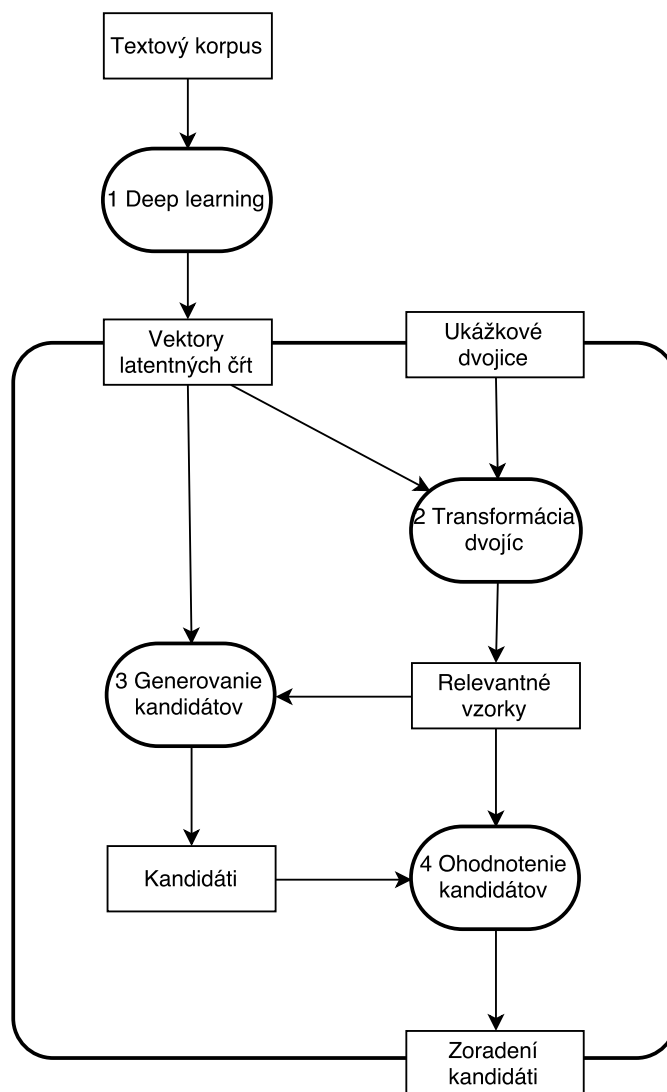 Textový korpus
1 Deep learning
Vektory
latentných čŕt
Ukážkové
dvojice
2 Transformácia
dvojíc
3 Generovanie
kandidátov
Relevantné
vzorky
Kandidáti
4 Ohodnotenie
kandidátov
Zoradení
kandidáti